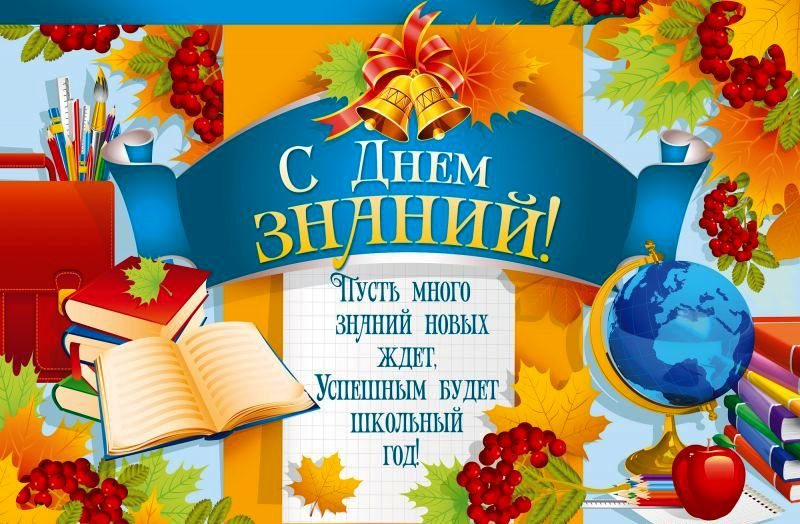 С Днем
знаний!
Пусть много
знаний новых
ждет,
Успешным будет
школьный
год!